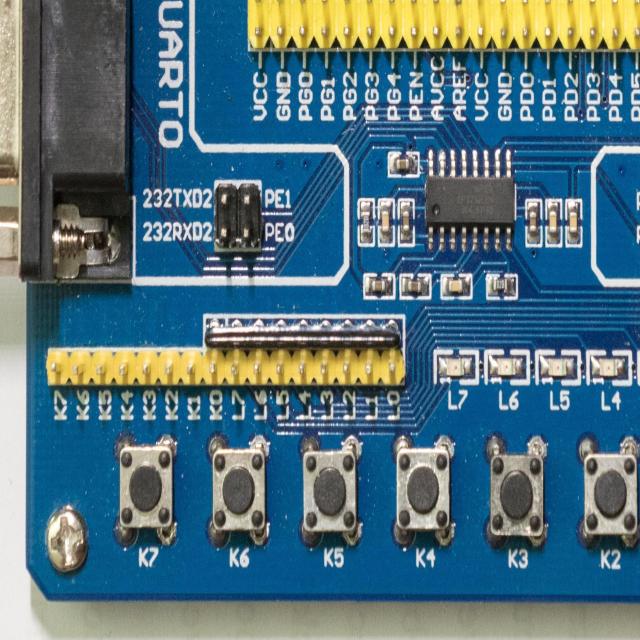 UARTO
VCC GND PG0 PG1 PG2 PG3 PG4 PEN AVCC AREF VCC GND PD0 PD1 PD2 PD3 PD4 PD5
232TXD2 PE1
232RXD2 PE0
K7 K6 K5 K4 K3 K2 K1 K0 L7 L6 L5 L4 L3 L2 L1 L0
L7 L6 L5 L4
K7 K6 K5 K4 K3 K2